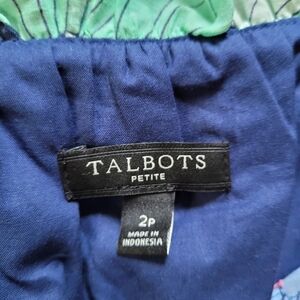 TALBOTS
PETITE
2P
MADE IN
INDONESIA